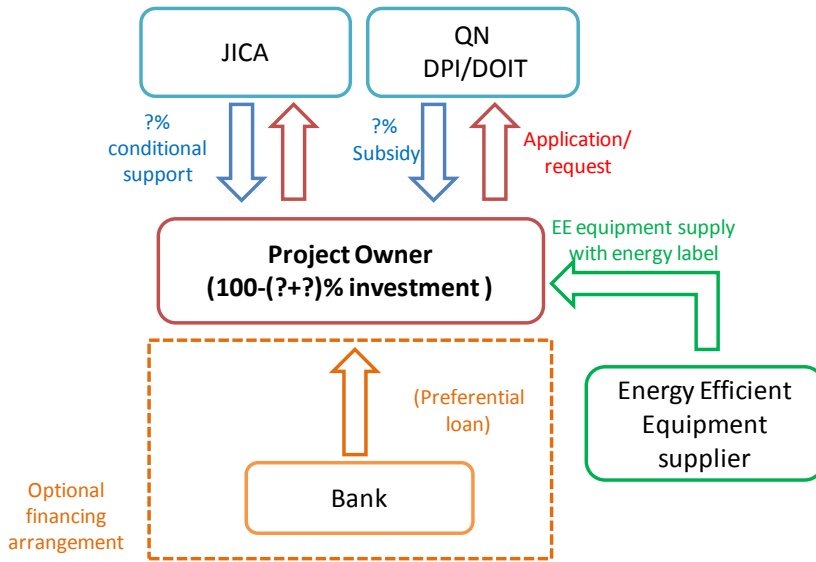 JICA
QN
DPI/DOIT
?%
conditional
support
?%
Subsidy
Application/
request
EE equipment supply
with energy label
Project Owner
(100-(?+?)% investment )
(Preferential
loan)
Energy Efficient
Equipment
supplier
Bank
Optional
financing
arrangement